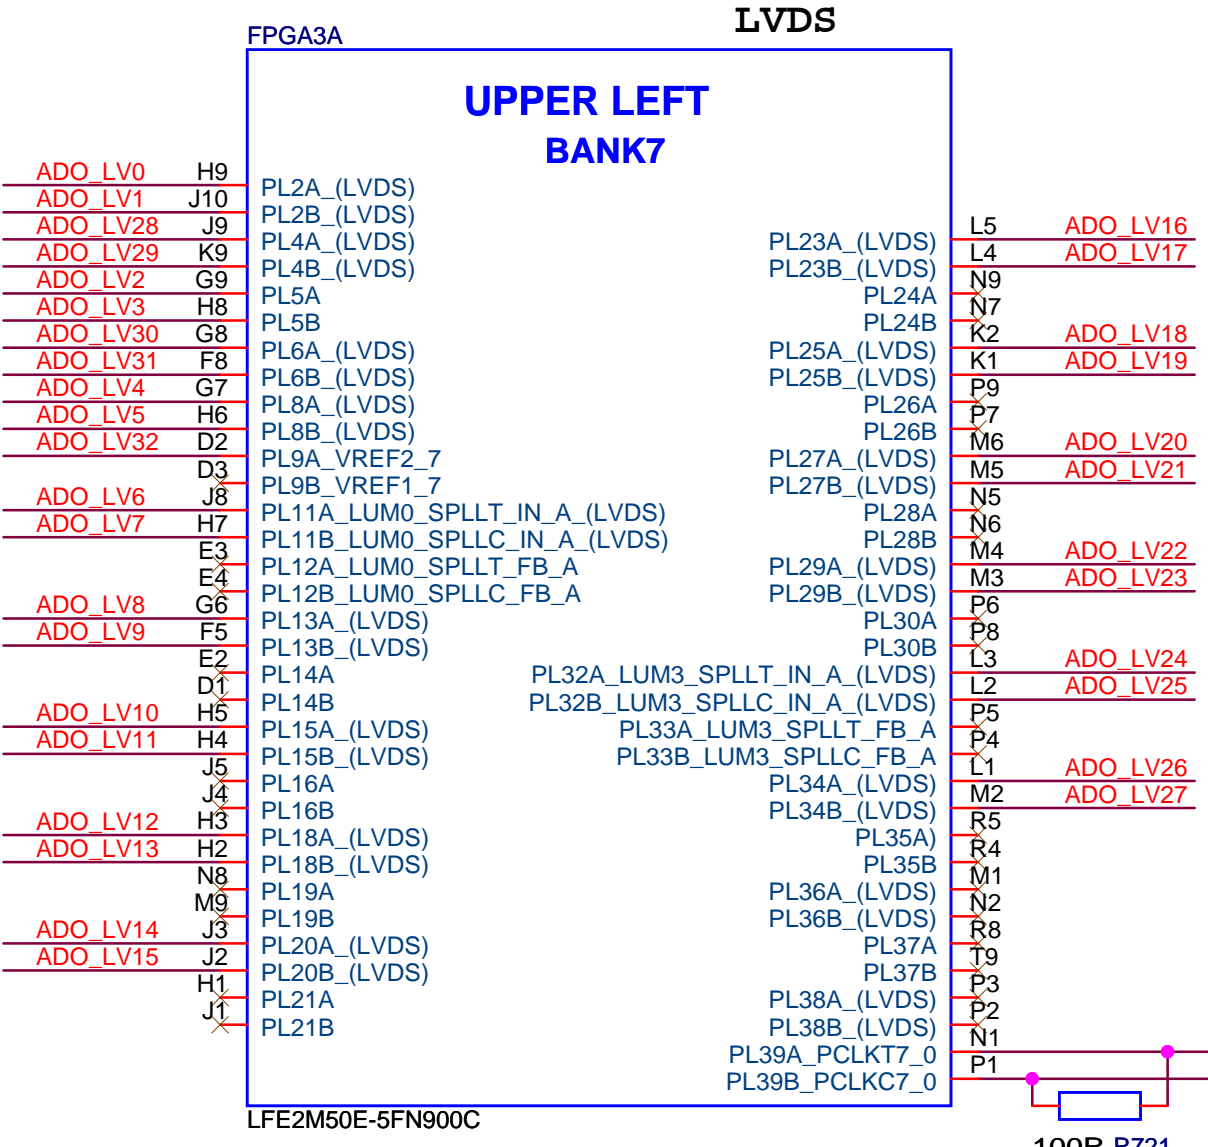 LVDS
FPGA3A
UPPER LEFT
BANK7
ADO_LV0 H9 PL2A_(LVDS)
ADO_LV1 J10 PL2B_(LVDS)
ADO_LV28 J9 PL4A_(LVDS)
ADO_LV29 K9 PL4B_(LVDS)
ADO_LV2 G9 PL5A
ADO_LV3 H8 PL5B
ADO_LV30 G8 PL6A_(LVDS)
ADO_LV31 F8 PL6B_(LVDS)
ADO_LV4 G7 PL8A_(LVDS)
ADO_LV5 H6 PL8B_(LVDS)
ADO_LV32 D2 PL9A_VREF2_7
D3 PL9B_VREF1_7
ADO_LV6 J8 PL11A_LUM0_SPLLT_IN_A_(LVDS)
ADO_LV7 H7 PL11B_LUM0_SPLLC_IN_A_(LVDS)
E3 PL12A_LUM0_SPLLT_FB_A
E4 PL12B_LUM0_SPLLC_FB_A
ADO_LV8 G6 PL13A_(LVDS)
ADO_LV9 F5 PL13B_(LVDS)
E2 PL14A
D1 PL14B
ADO_LV10 H5 PL15A_(LVDS)
ADO_LV11 H4 PL15B_(LVDS)
J5 PL16A
J4 PL16B
ADO_LV12 H3 PL18A_(LVDS)
ADO_LV13 H2 PL18B_(LVDS)
N8 PL19A
M9 PL19B
ADO_LV14 J3 PL20A_(LVDS)
ADO_LV15 J2 PL20B_(LVDS)
H1 PL21A
J1 PL21B
PL23A_(LVDS) L5 ADO_LV16
PL23B_(LVDS) L4 ADO_LV17
PL24A N9
PL24B N7
PL25A_(LVDS) K2 ADO_LV18
PL25B_(LVDS) K1 ADO_LV19
PL26A P9
PL26B P7
PL27A_(LVDS) M6 ADO_LV20
PL27B_(LVDS) M5 ADO_LV21
PL28A N5
PL28B N6
PL29A_(LVDS) M4 ADO_LV22
PL29B_(LVDS) M3 ADO_LV23
PL30A P6
PL30B P8
PL32A_LUM3_SPLLT_IN_A_(LVDS) L3 ADO_LV24
PL32B_LUM3_SPLLC_IN_A_(LVDS) L2 ADO_LV25
PL33A_LUM3_SPLLT_FB_A P5
PL33B_LUM3_SPLLC_FB_A P4
PL34A_(LVDS) L1 ADO_LV26
PL34B_(LVDS) M2 ADO_LV27
PL35A) R5
PL35B R4
PL36A_(LVDS) M1
PL36B_(LVDS) N2
PL37A R8
PL37B T9
PL38A_(LVDS) P3
PL38B_(LVDS) P2
PL39A_PCLKT7_0 N1
PL39B_PCLKC7_0 P1
LFE2M50E-5FN900C
100R R721